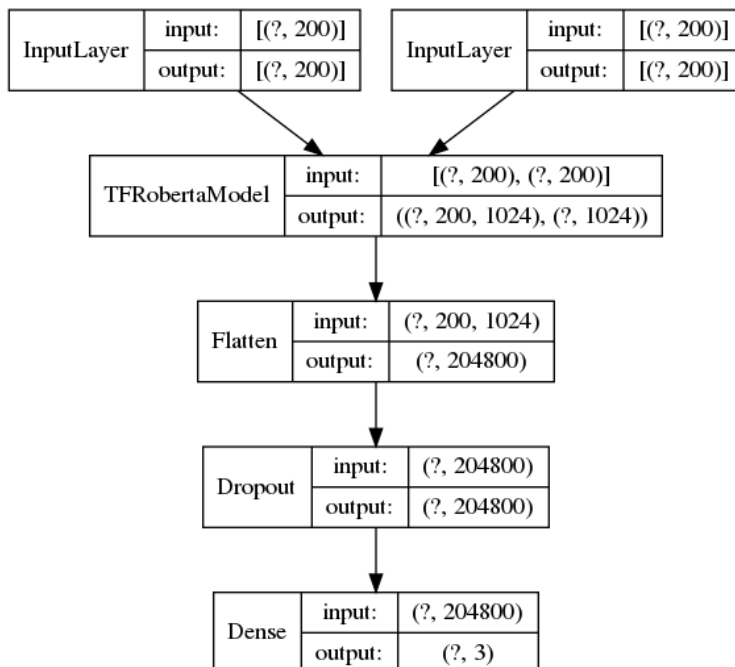 InputLayer input: [(?, 200)] output: [(?, 200)]
InputLayer input: [(?, 200)] output: [(?, 200)]
TFRobertaModel input: [(?, 200), (?, 200)] output: ((?, 200, 1024), (?, 1024))
Flatten input: (?, 200, 1024) output: (?, 204800)
Dropout input: (?, 204800) output: (?, 204800)
Dense input: (?, 204800) output: (?, 3)